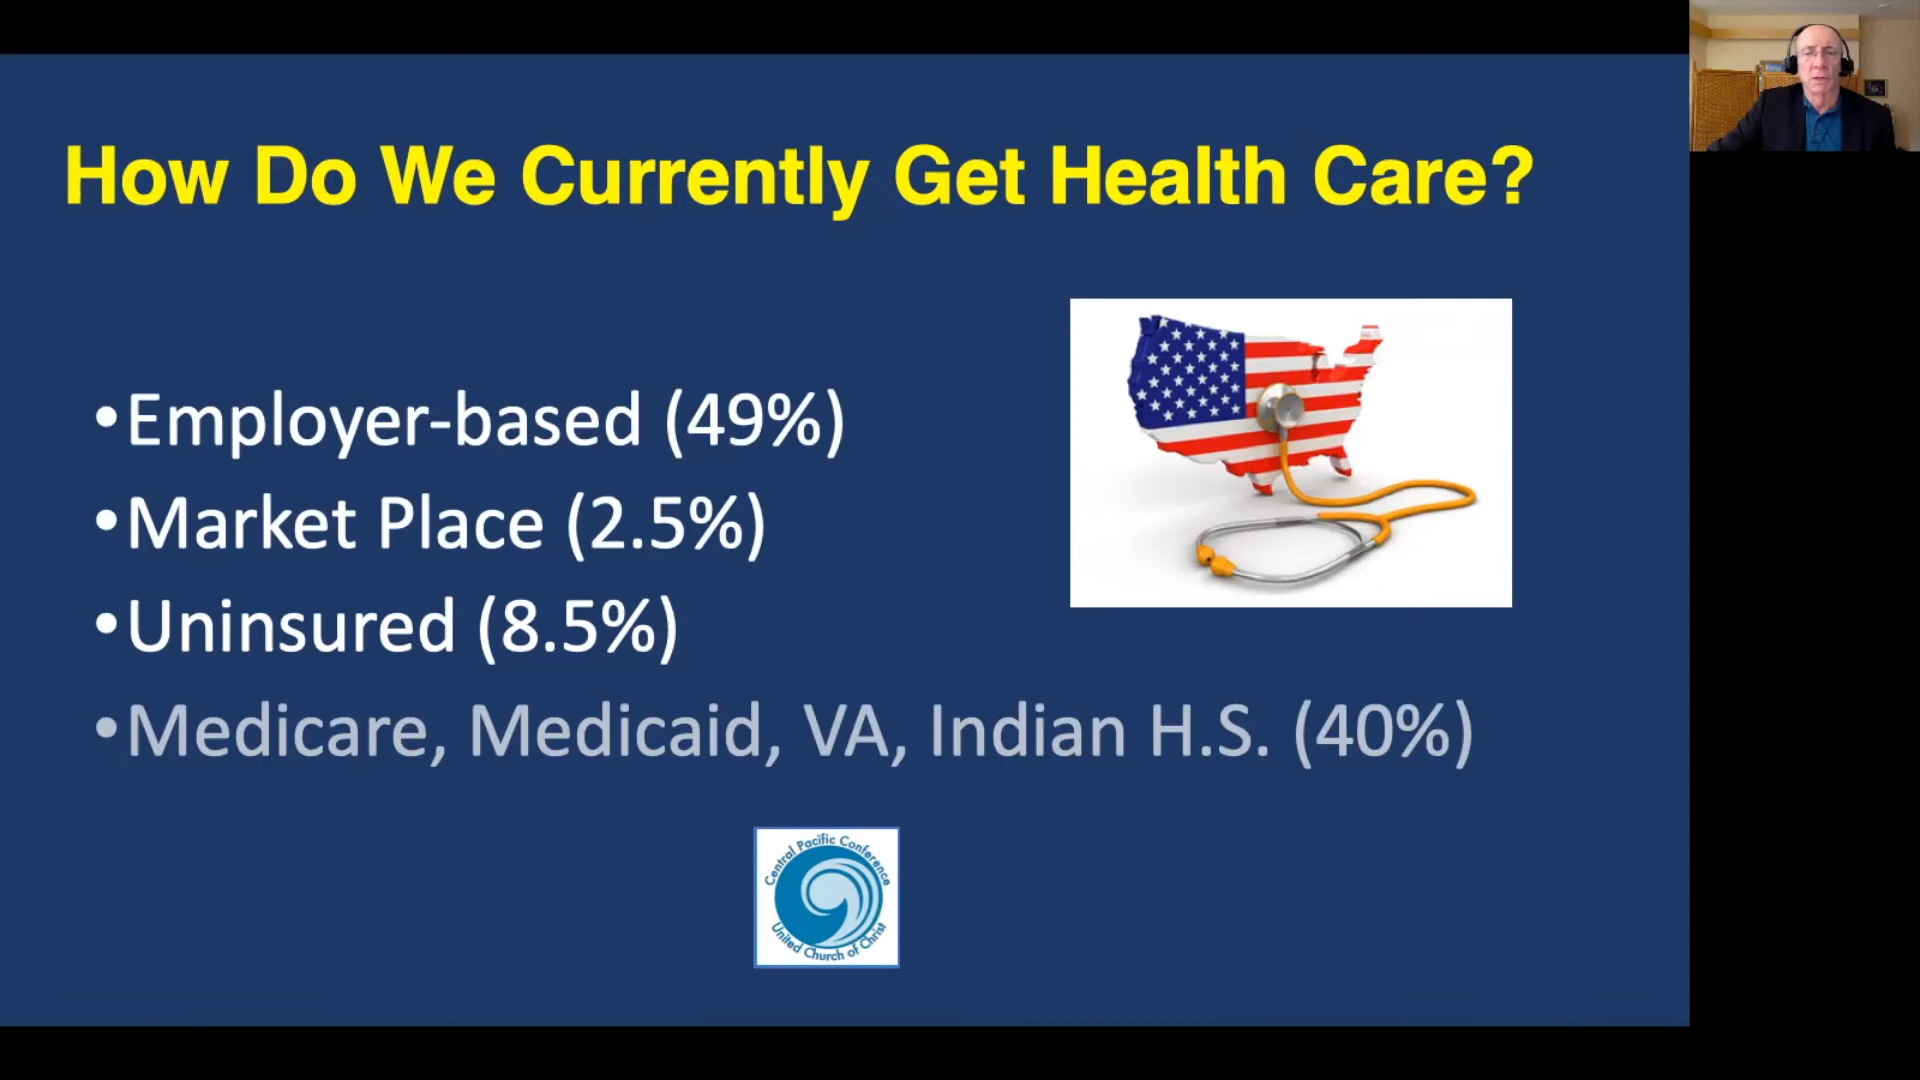 How Do We Currently Get Health Care?
•Employer-based (49%)
•Market Place (2.5%)
•Uninsured (8.5%)
•Medicare, Medicaid, VA, Indian H.S. (40%)
Central Pacific Conference
United Church of Christ